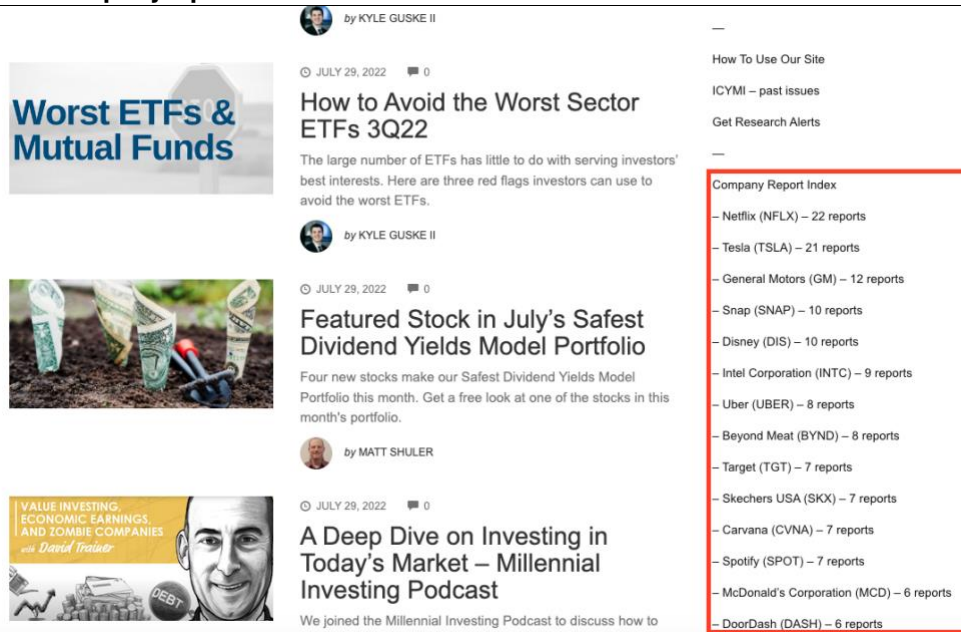 by KYLE GUSKE II
Worst ETFs &
Mutual Funds
JULY 29, 2022 0
How to Avoid the Worst Sector
ETFs 3Q22
The large number of ETFs has little to do with serving investors'
best interests. Here are three red flags investors can use to
avoid the worst ETFs.
by KYLE GUSKE II
JULY 29, 2022 0
Featured Stock in July's Safest
Dividend Yields Model Portfolio
Four new stocks make our Safest Dividend Yields Model
Portfolio this month. Get a free look at one of the stocks in this
month's portfolio.
by MATT SHULER
VALUE INVESTING,
ECONOMIC EARNINGS,
AND ZOMBIE COMPANIES
with David Trainer
DEBT
JULY 29, 2022 0
A Deep Dive on Investing in
Today's Market – Millennial
Investing Podcast
We joined the Millennial Investing Podcast to discuss how to
—
How To Use Our Site
ICYMI – past issues
Get Research Alerts
—
Company Report Index
– Netflix (NFLX) – 22 reports
– Tesla (TSLA) – 21 reports
– General Motors (GM) – 12 reports
– Snap (SNAP) – 10 reports
– Disney (DIS) – 10 reports
– Intel Corporation (INTC) – 9 reports
– Uber (UBER) – 8 reports
– Beyond Meat (BYND) – 8 reports
– Target (TGT) – 7 reports
– Skechers USA (SKX) – 7 reports
– Carvana (CVNA) – 7 reports
– Spotify (SPOT) – 7 reports
– McDonald's Corporation (MCD) – 6 reports
– DoorDash (DASH) – 6 reports